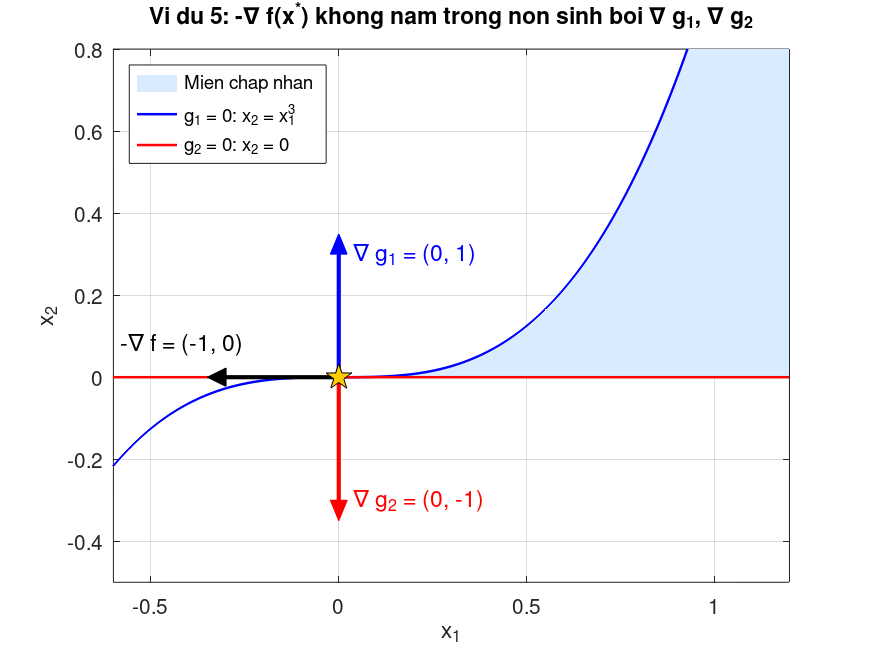 Vi du 5: -∇ f(x*) khong nam trong non sinh boi ∇ g₁, ∇ g₂
Mien chap nhan
g₁ = 0: x₂ = x₁³
g₂ = 0: x₂ = 0
0.8
0.6
0.4
0.2
0
-0.2
-0.4
x₂
∇ g₁ = (0, 1)
-∇ f = (-1, 0)
∇ g₂ = (0, -1)
-0.5
0
0.5
1
x₁